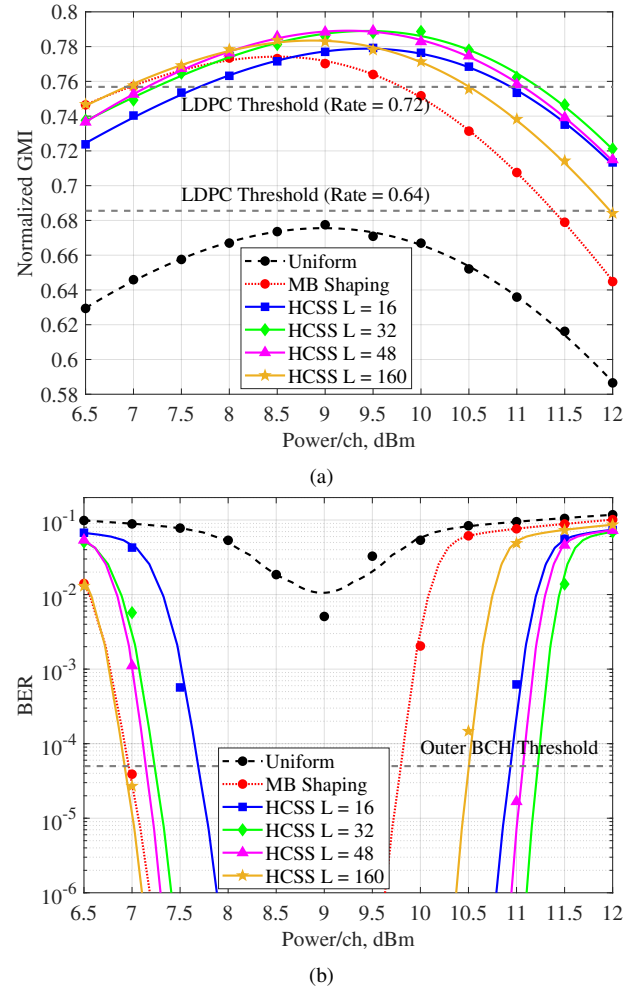 0.8
0.78
0.76
0.74
0.72
0.7
0.68
0.66
0.64
0.62
0.6
0.58
Normalized GMI
LDPC Threshold (Rate = 0.72)
LDPC Threshold (Rate = 0.64)
Uniform
MB Shaping
HCSS L = 16
HCSS L = 32
HCSS L = 48
HCSS L = 160
6.5 7 7.5 8 8.5 9 9.5 10 10.5 11 11.5 12
Power/ch, dBm
(a)
10-1
10-2
10-3
10-4
10-5
10-6
BER
Outer BCH Threshold
Uniform
MB Shaping
HCSS L = 16
HCSS L = 32
HCSS L = 48
HCSS L = 160
6.5 7 7.5 8 8.5 9 9.5 10 10.5 11 11.5 12
Power/ch, dBm
(b)